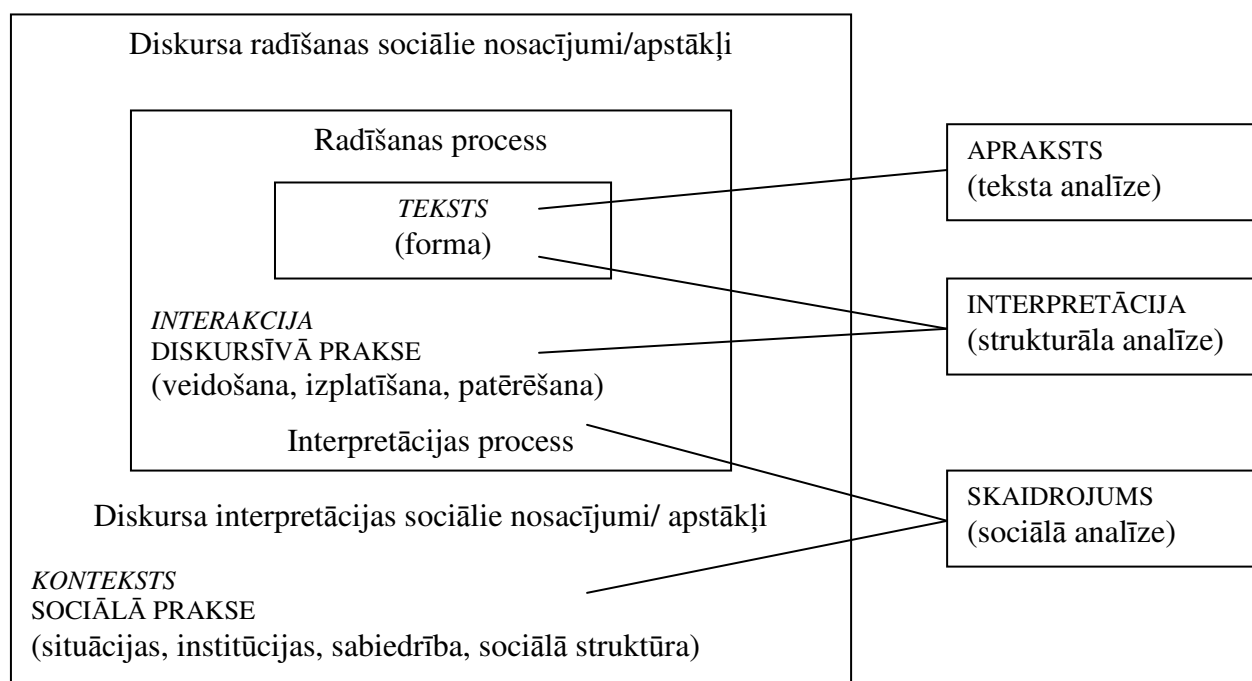 Diskursa radīšanas sociālie nosacījumi/apstākļi
Radīšanas process
TEKSTS
(forma)
INTERAKCIJA
DISKURSĪVĀ PRAKSE
(veidošana, izplatīšana, patērēšana)
Interpretācijas process
Diskursa interpretācijas sociālie nosacījumi/ apstākļi
KONTEKSTS
SOCIĀLĀ PRAKSE
(situācijas, institūcijas, sabiedrība, sociālā struktūra)
APRAKSTS
(teksta analīze)
INTERPRETĀCIJA
(strukturāla analīze)
SKAIDROJUMS
(sociālā analīze)